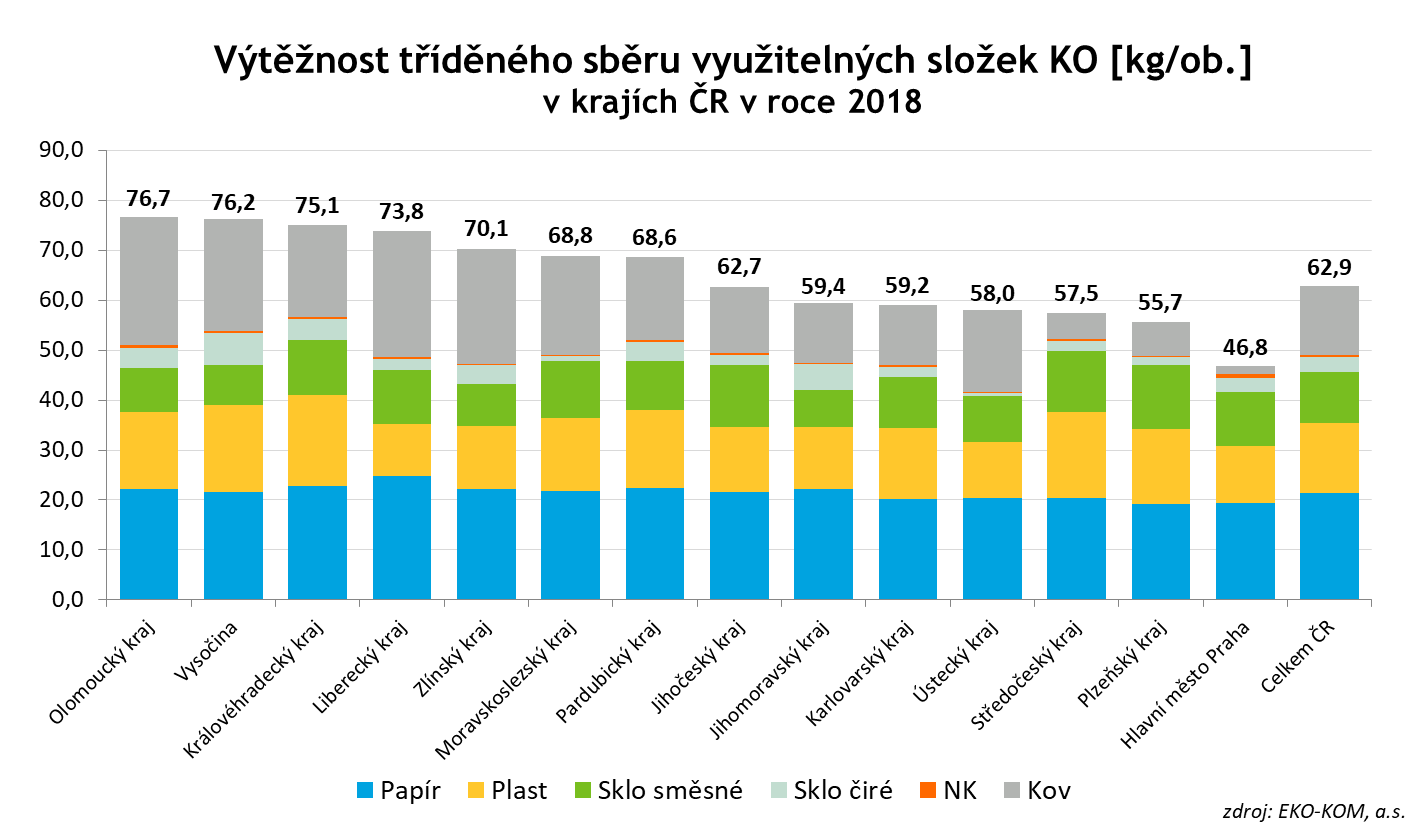 Výtěžnost tříděného sběru využitelných složek KO [kg/ob.]
v krajích ČR v roce 2018
90,0
80,0
70,0
60,0
50,0
40,0
30,0
20,0
10,0
0,0
76,7
76,2
75,1
73,8
70,1
68,8
68,6
62,7
59,4
59,2
58,0
57,5
55,7
46,8
62,9
Olomoucký kraj
Vysočina
Královéhradecký kraj
Liberecký kraj
Zlínský kraj
Moravskoslezský kraj
Pardubický kraj
Jihočeský kraj
Jihomoravský kraj
Karlovarský kraj
Ústecký kraj
Středočeský kraj
Plzeňský kraj
Hlavní město Praha
Celkem ČR
Papír Plast Sklo směsné Sklo čiré NK Kov
zdroj: EKO-KOM, a.s.